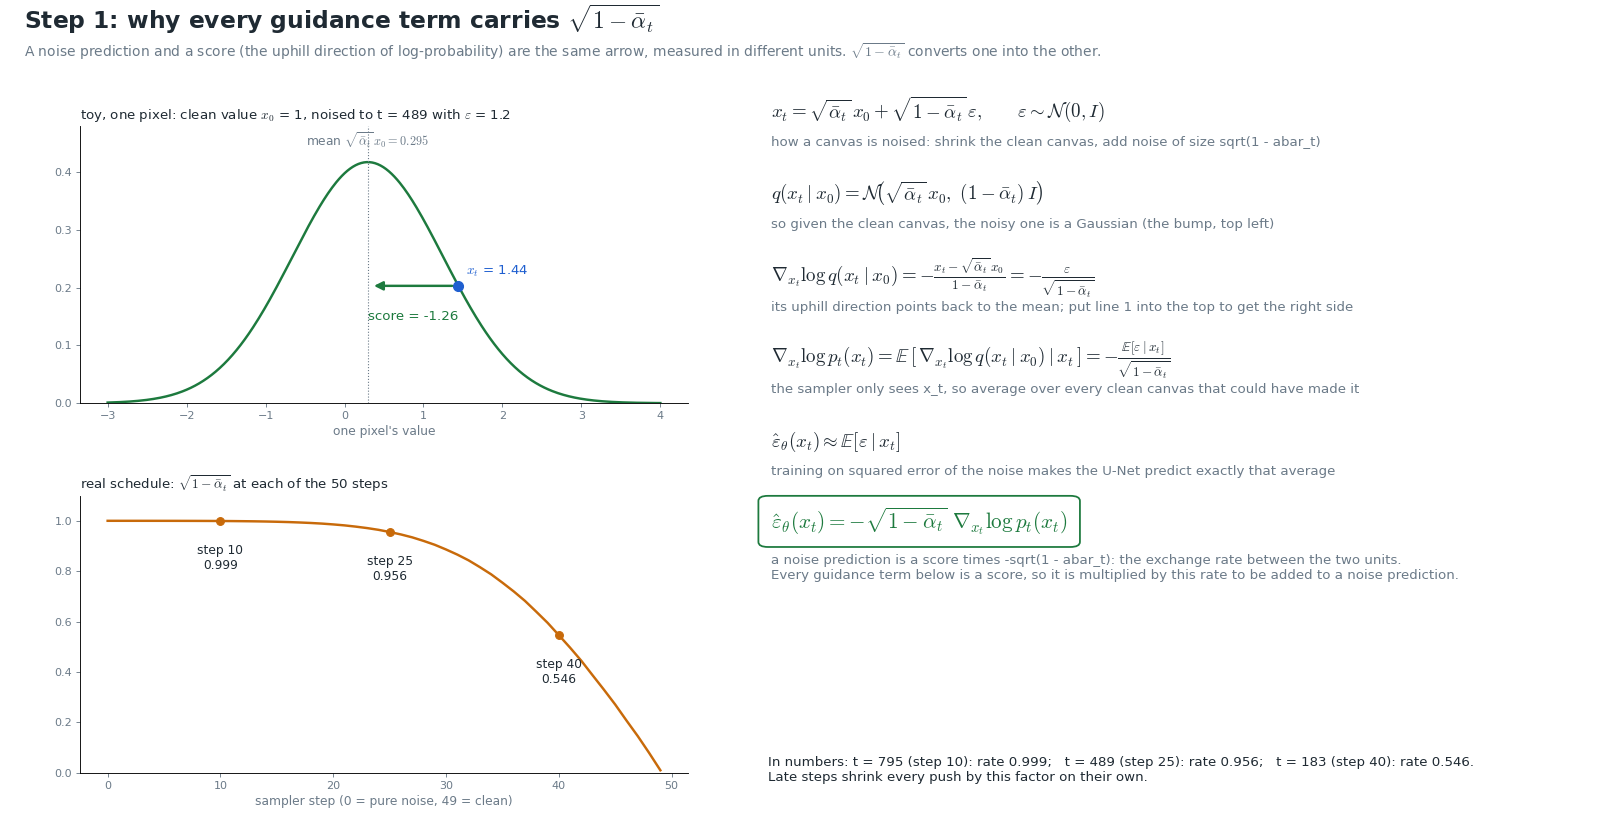 Step 1: why every guidance term carries √(1 − ᾱ_t)
A noise prediction and a score (the uphill direction of log-probability) are the same arrow, measured in different units. √(1 − ᾱ_t) converts one into the other.
toy, one pixel: clean value x₀ = 1, noised to t = 489 with ε = 1.2
mean √ᾱ_t x₀ = 0.295
x_t = 1.44
score = -1.26
0.4
0.3
0.2
0.1
0.0
−3 −2 −1 0 1 2 3 4
one pixel's value
real schedule: √(1 − ᾱ_t) at each of the 50 steps
1.0
0.8
0.6
0.4
0.2
0.0
step 10
0.999
step 25
0.956
step 40
0.546
0 10 20 30 40 50
sampler step (0 = pure noise, 49 = clean)
x_t = √ᾱ_t x₀ + √(1 − ᾱ_t) ε, ε ∼ 𝒩(0, I)
how a canvas is noised: shrink the clean canvas, add noise of size sqrt(1 - abar_t)
q(x_t | x₀) = 𝒩(√ᾱ_t x₀, (1 − ᾱ_t) I)
so given the clean canvas, the noisy one is a Gaussian (the bump, top left)
∇_{x_t} log q(x_t | x₀) = −(x_t − √ᾱ_t x₀)/(1 − ᾱ_t) = −ε/√(1 − ᾱ_t)
its uphill direction points back to the mean; put line 1 into the top to get the right side
∇_{x_t} log p_t(x_t) = 𝔼 [ ∇_{x_t} log q(x_t | x₀) | x_t ] = −𝔼[ε | x_t]/√(1 − ᾱ_t)
the sampler only sees x_t, so average over every clean canvas that could have made it
ε̂_θ(x_t) ≈ 𝔼[ε | x_t]
training on squared error of the noise makes the U-Net predict exactly that average
ε̂_θ(x_t) = −√(1 − ᾱ_t) ∇_{x_t} log p_t(x_t)
a noise prediction is a score times -sqrt(1 - abar_t): the exchange rate between the two units.
Every guidance term below is a score, so it is multiplied by this rate to be added to a noise prediction.
In numbers: t = 795 (step 10): rate 0.999; t = 489 (step 25): rate 0.956; t = 183 (step 40): rate 0.546.
Late steps shrink every push by this factor on their own.